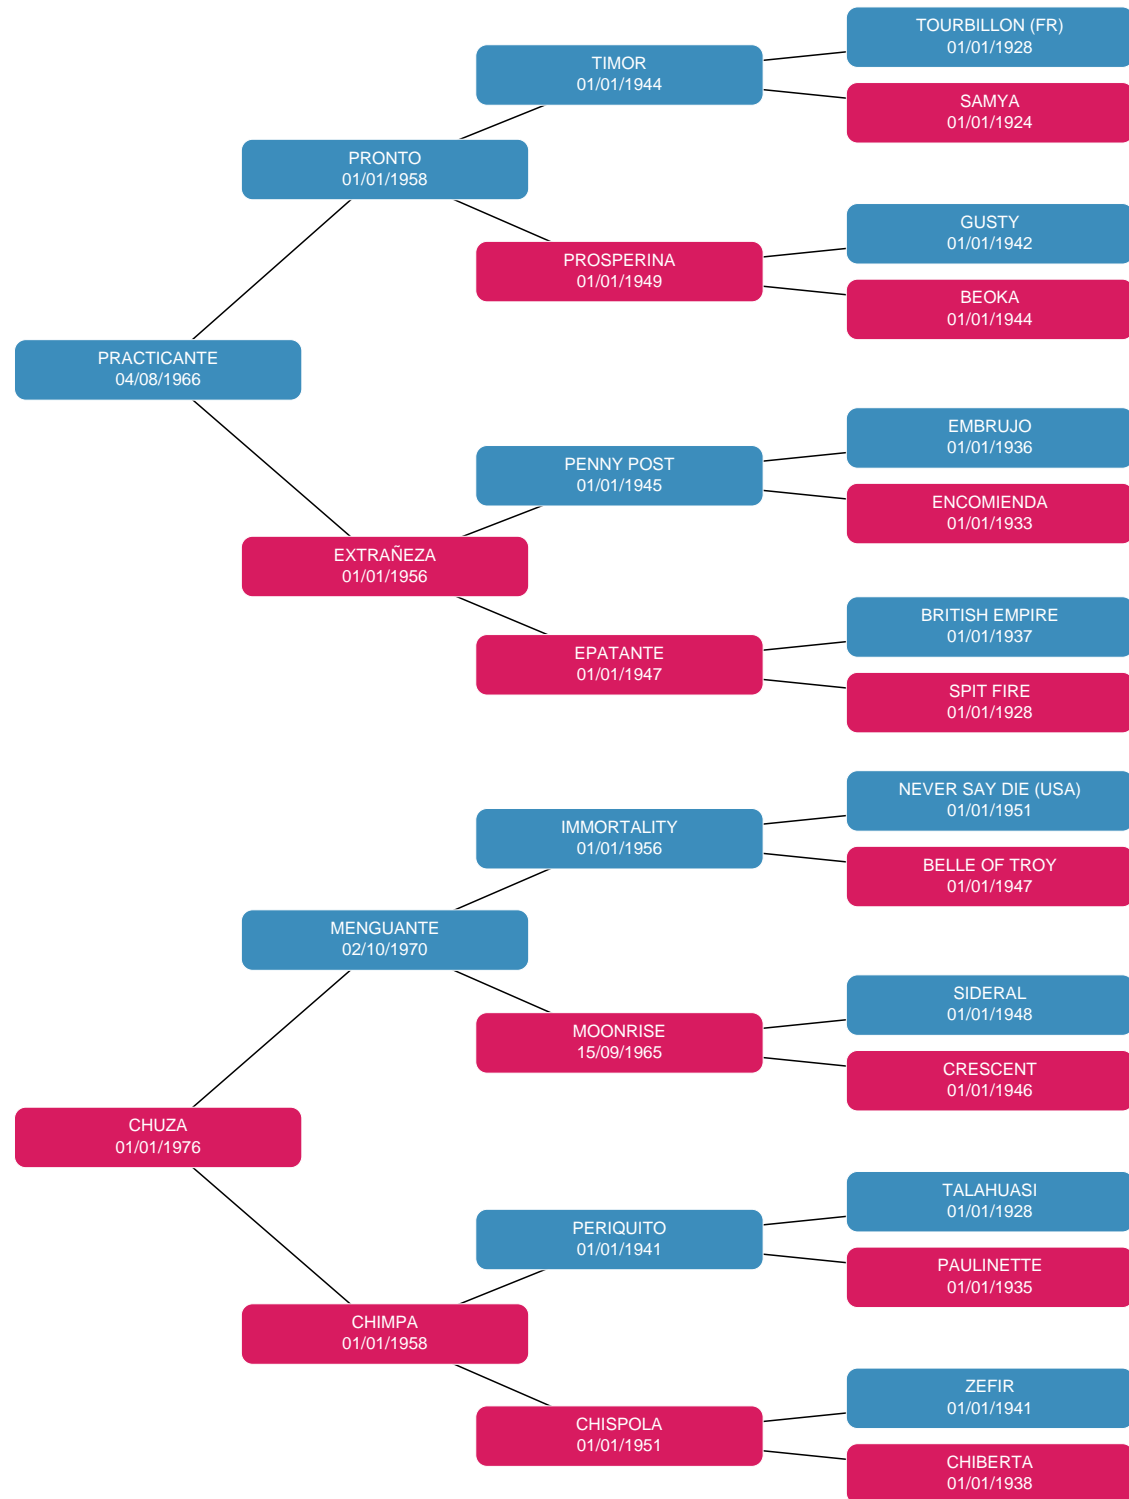 TOURBILLON (FR)
01/01/1928
TIMOR
01/01/1944
SAMYA
01/01/1924
PRONTO
01/01/1958
GUSTY
01/01/1942
PROSPERINA
01/01/1949
BEOKA
01/01/1944
PRACTICANTE
04/08/1966
EMBRUJO
01/01/1936
PENNY POST
01/01/1945
ENCOMIENDA
01/01/1933
EXTRAÑEZA
01/01/1956
BRITISH EMPIRE
01/01/1937
EPATANTE
01/01/1947
SPIT FIRE
01/01/1928
NEVER SAY DIE (USA)
01/01/1951
IMMORTALITY
01/01/1956
BELLE OF TROY
01/01/1947
MENGUANTE
02/10/1970
SIDERAL
01/01/1948
MOONRISE
15/09/1965
CRESCENT
01/01/1946
CHUZA
01/01/1976
TALAHUASI
01/01/1928
PERIQUITO
01/01/1941
PAULINETTE
01/01/1935
CHIMPA
01/01/1958
ZEFIR
01/01/1941
CHISPOLA
01/01/1951
CHIBERTA
01/01/1938